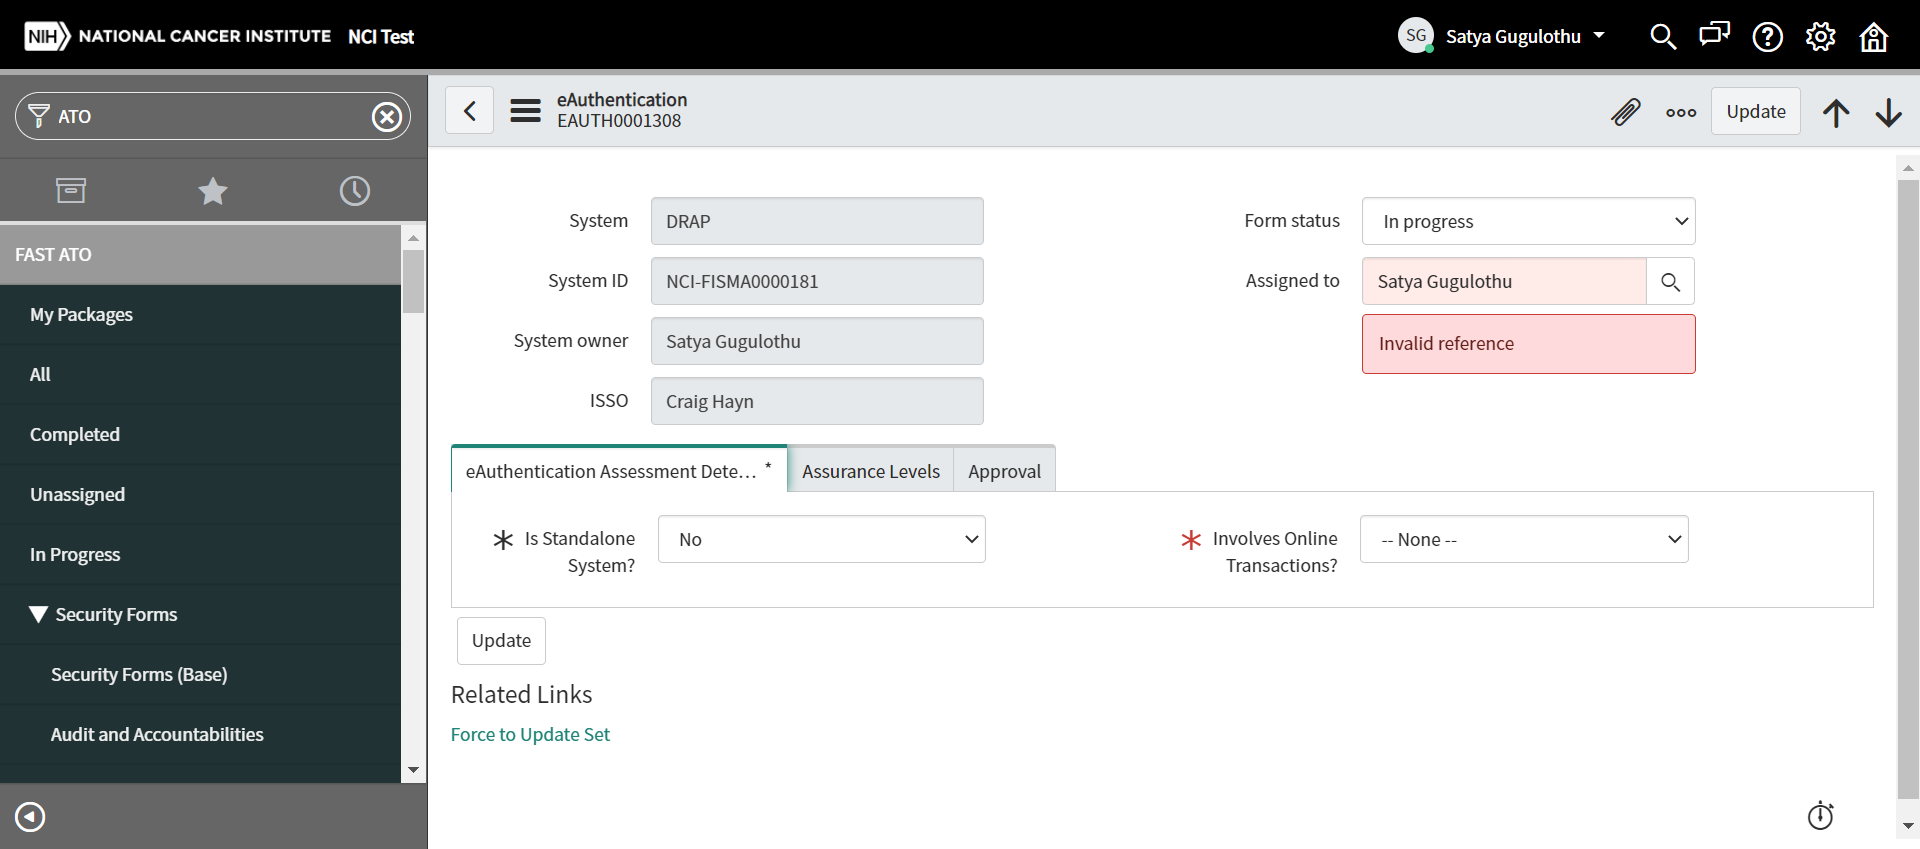 NIH NATIONAL CANCER INSTITUTE NCI Test
SG Satya Gugulothu
ATO
FAST ATO
My Packages
All
Completed
Unassigned
In Progress
Security Forms
Security Forms (Base)
Audit and Accountabilities
eAuthentication
EAUTH0001308
Update
System DRAP
System ID NCI-FISMA0000181
System owner Satya Gugulothu
ISSO Craig Hayn
Form status In progress
Assigned to Satya Gugulothu
Invalid reference
eAuthentication Assessment Dete... * Assurance Levels Approval
* Is Standalone System? No
* Involves Online Transactions? -- None --
Update
Related Links
Force to Update Set